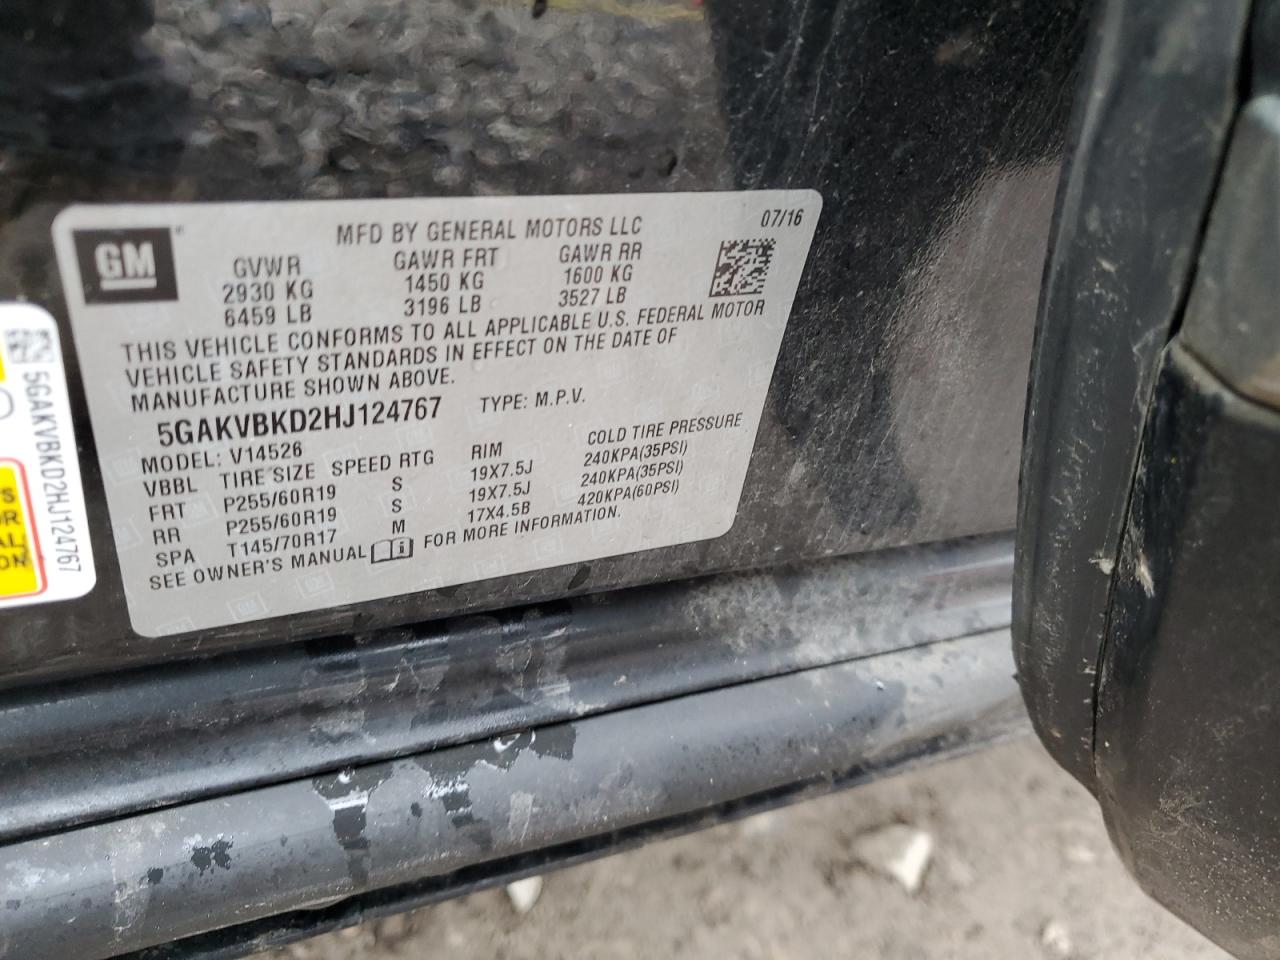 GM
MFD BY GENERAL MOTORS LLC
07/16
GVWR GAWR FRT GAWR RR
2930 KG 1450 KG 1600 KG
6459 LB 3196 LB 3527 LB
THIS VEHICLE CONFORMS TO ALL APPLICABLE U.S. FEDERAL MOTOR
VEHICLE SAFETY STANDARDS IN EFFECT ON THE DATE OF
MANUFACTURE SHOWN ABOVE.
5GAKVBKD2HJ124767 TYPE: M.P.V.
MODEL: V14526
VBBL TIRE SIZE SPEED RTG RIM COLD TIRE PRESSURE
FRT P255/60R19 S 19X7.5J 240KPA(35PSI)
RR P255/60R19 S 19X7.5J 240KPA(35PSI)
SPA T145/70R17 M 17X4.5B 420KPA(60PSI)
SEE OWNER'S MANUAL FOR MORE INFORMATION.
5GAKVBKD2HJ124767